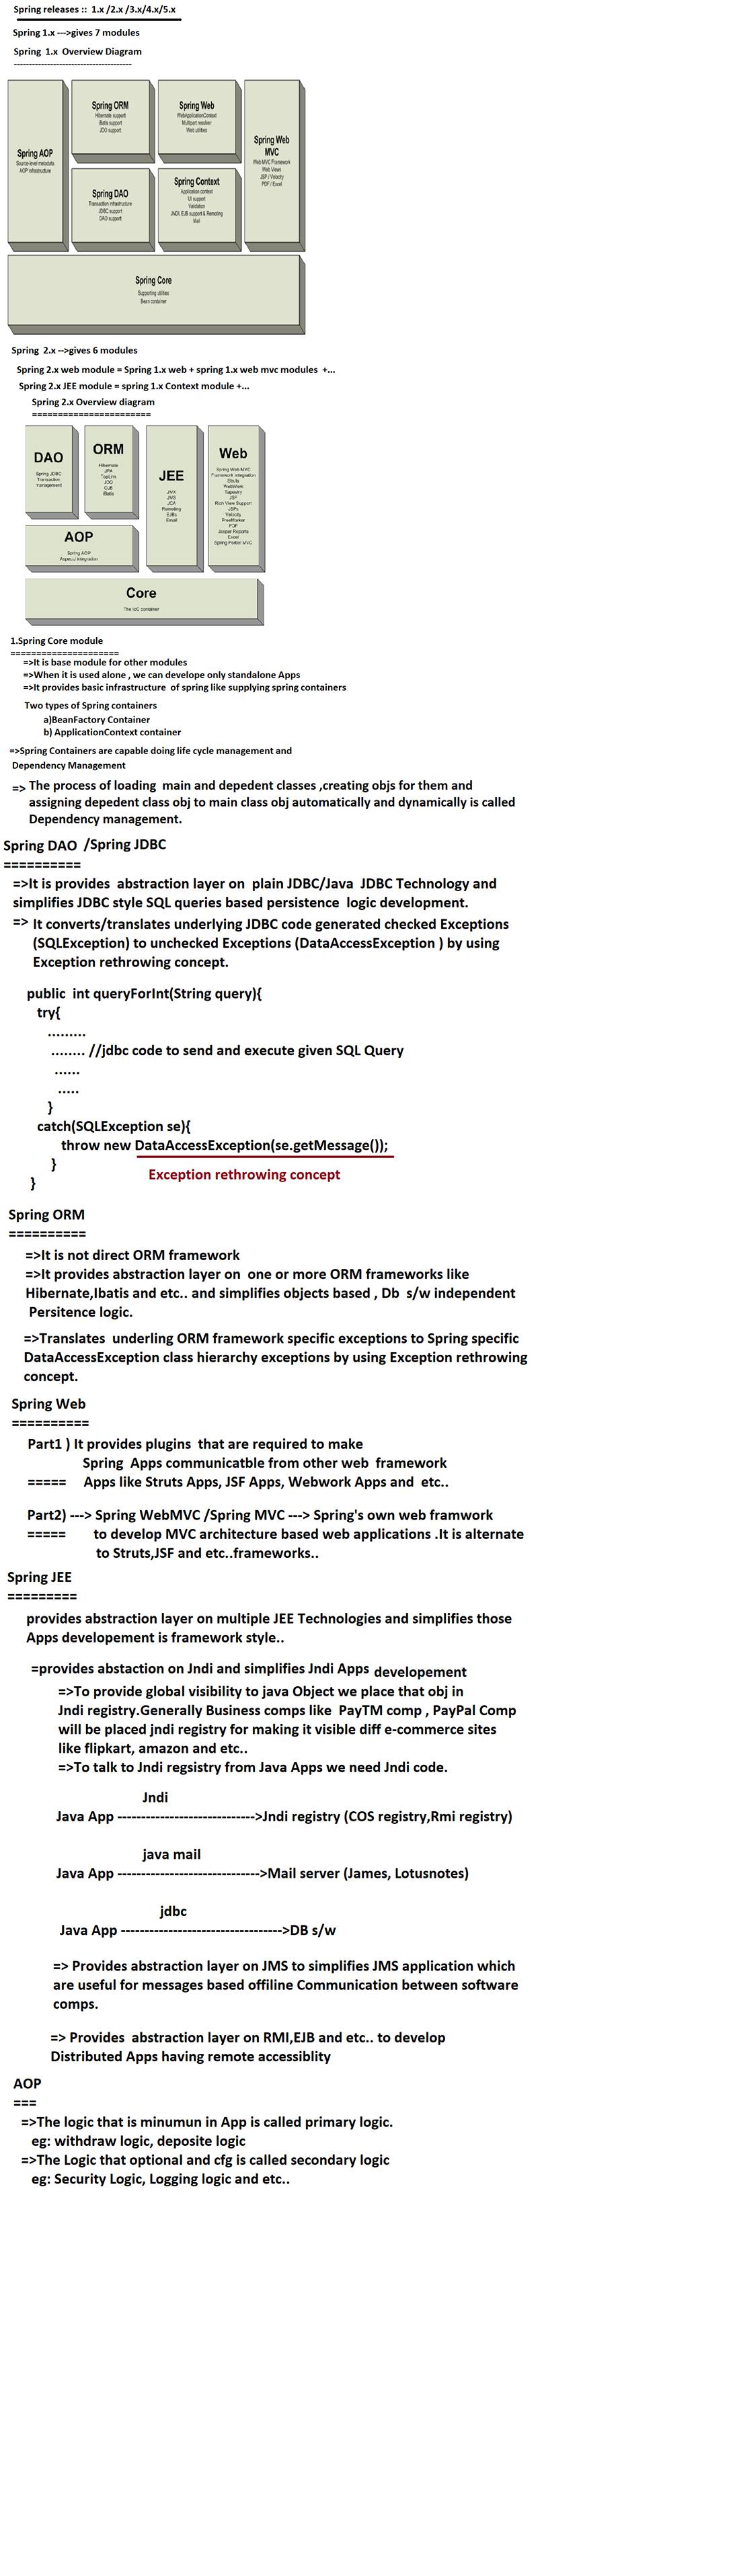 Spring releases :: 1.x /2.x /3.x/4.x/5.x
Spring 1.x --->gives 7 modules
Spring 1.x Overview Diagram
--------------------------------------
Spring AOP
Source-level metadata
AOP infrastructure
Spring ORM
Hibernate support
iBatis support
JDO support
Spring Web
WebApplicationContext
Multipart resolver
Web utilities
Spring Web
MVC
Web MVC Framework
Web Views
JSP / Velocity
PDF / Excel
Spring DAO
Transaction infrastructure
JDBC support
DAO support
Spring Context
Application context
UI support
Validation
JNDI, EJB support & Remoting
Mail
Spring Core
Supporting utilities
Bean container
Spring 2.x -->gives 6 modules
Spring 2.x web module = Spring 1.x web + spring 1.x web mvc modules +...
Spring 2.x JEE module = spring 1.x Context module +...
Spring 2.x Overview diagram
========================
DAO
Spring JDBC
Transaction
management
ORM
Hibernate
JPA
TopLink
JDO
OJB
iBatis
JEE
JMX
JMS
JCA
Remoting
EJBs
Email
Web
Spring Web MVC
Framework Integration
Struts
WebWork
Tapestry
JSF
Rich View Support
JSPs
Velocity
FreeMarker
PDF
Jasper Reports
Excel
Spring Portlet MVC
AOP
Spring AOP
AspectJ integration
Core
The IoC container
1.Spring Core module
======================
=>It is base module for other modules
=>When it is used alone , we can develope only standalone Apps
=>It provides basic infrastructure of spring like supplying spring containers
Two types of Spring containers
a)BeanFactory Container
b) ApplicationContext container
=>Spring Containers are capable doing life cycle management and
Dependency Management
=> The process of loading main and depedent classes ,creating objs for them and
assigning depedent class obj to main class obj automatically and dynamically is called
Dependency management.
Spring DAO /Spring JDBC
==========
=>It is provides abstraction layer on plain JDBC/Java JDBC Technology and
simplifies JDBC style SQL queries based persistence logic development.
=> It converts/translates underlying JDBC code generated checked Exceptions
(SQLException) to unchecked Exceptions (DataAccessException ) by using
Exception rethrowing concept.
public int queryForInt(String query){
try{
.........
........ //jdbc code to send and execute given SQL Query
......
.....
}
catch(SQLException se){
throw new DataAccessException(se.getMessage());
}
Exception rethrowing concept
}
Spring ORM
==========
=>It is not direct ORM framework
=>It provides abstraction layer on one or more ORM frameworks like
Hibernate,Ibatis and etc.. and simplifies objects based , Db s/w independent
Persitence logic.
=>Translates underling ORM framework specific exceptions to Spring specific
DataAccessException class hierarchy exceptions by using Exception rethrowing
concept.
Spring Web
==========
Part1 ) It provides plugins that are required to make
Spring Apps communicatble from other web framework
===== Apps like Struts Apps, JSF Apps, Webwork Apps and etc..
Part2) ---> Spring WebMVC /Spring MVC ---> Spring's own web framwork
===== to develop MVC architecture based web applications .It is alternate
to Struts,JSF and etc..frameworks..
Spring JEE
=========
provides abstraction layer on multiple JEE Technologies and simplifies those
Apps developement is framework style..
=provides abstaction on Jndi and simplifies Jndi Apps developement
=>To provide global visibility to java Object we place that obj in
Jndi registry.Generally Business comps like PayTM comp , PayPal Comp
will be placed jndi registry for making it visible diff e-commerce sites
like flipkart, amazon and etc..
=>To talk to Jndi regsistry from Java Apps we need Jndi code.
Jndi
Java App ----------------------------->Jndi registry (COS registry,Rmi registry)
java mail
Java App ------------------------------>Mail server (James, Lotusnotes)
jdbc
Java App ---------------------------------->DB s/w
=> Provides abstraction layer on JMS to simplifies JMS application which
are useful for messages based offiline Communication between software
comps.
=> Provides abstraction layer on RMI,EJB and etc.. to develop
Distributed Apps having remote accessiblity
AOP
===
=>The logic that is minumun in App is called primary logic.
eg: withdraw logic, deposite logic
=>The Logic that optional and cfg is called secondary logic
eg: Security Logic, Logging logic and etc..